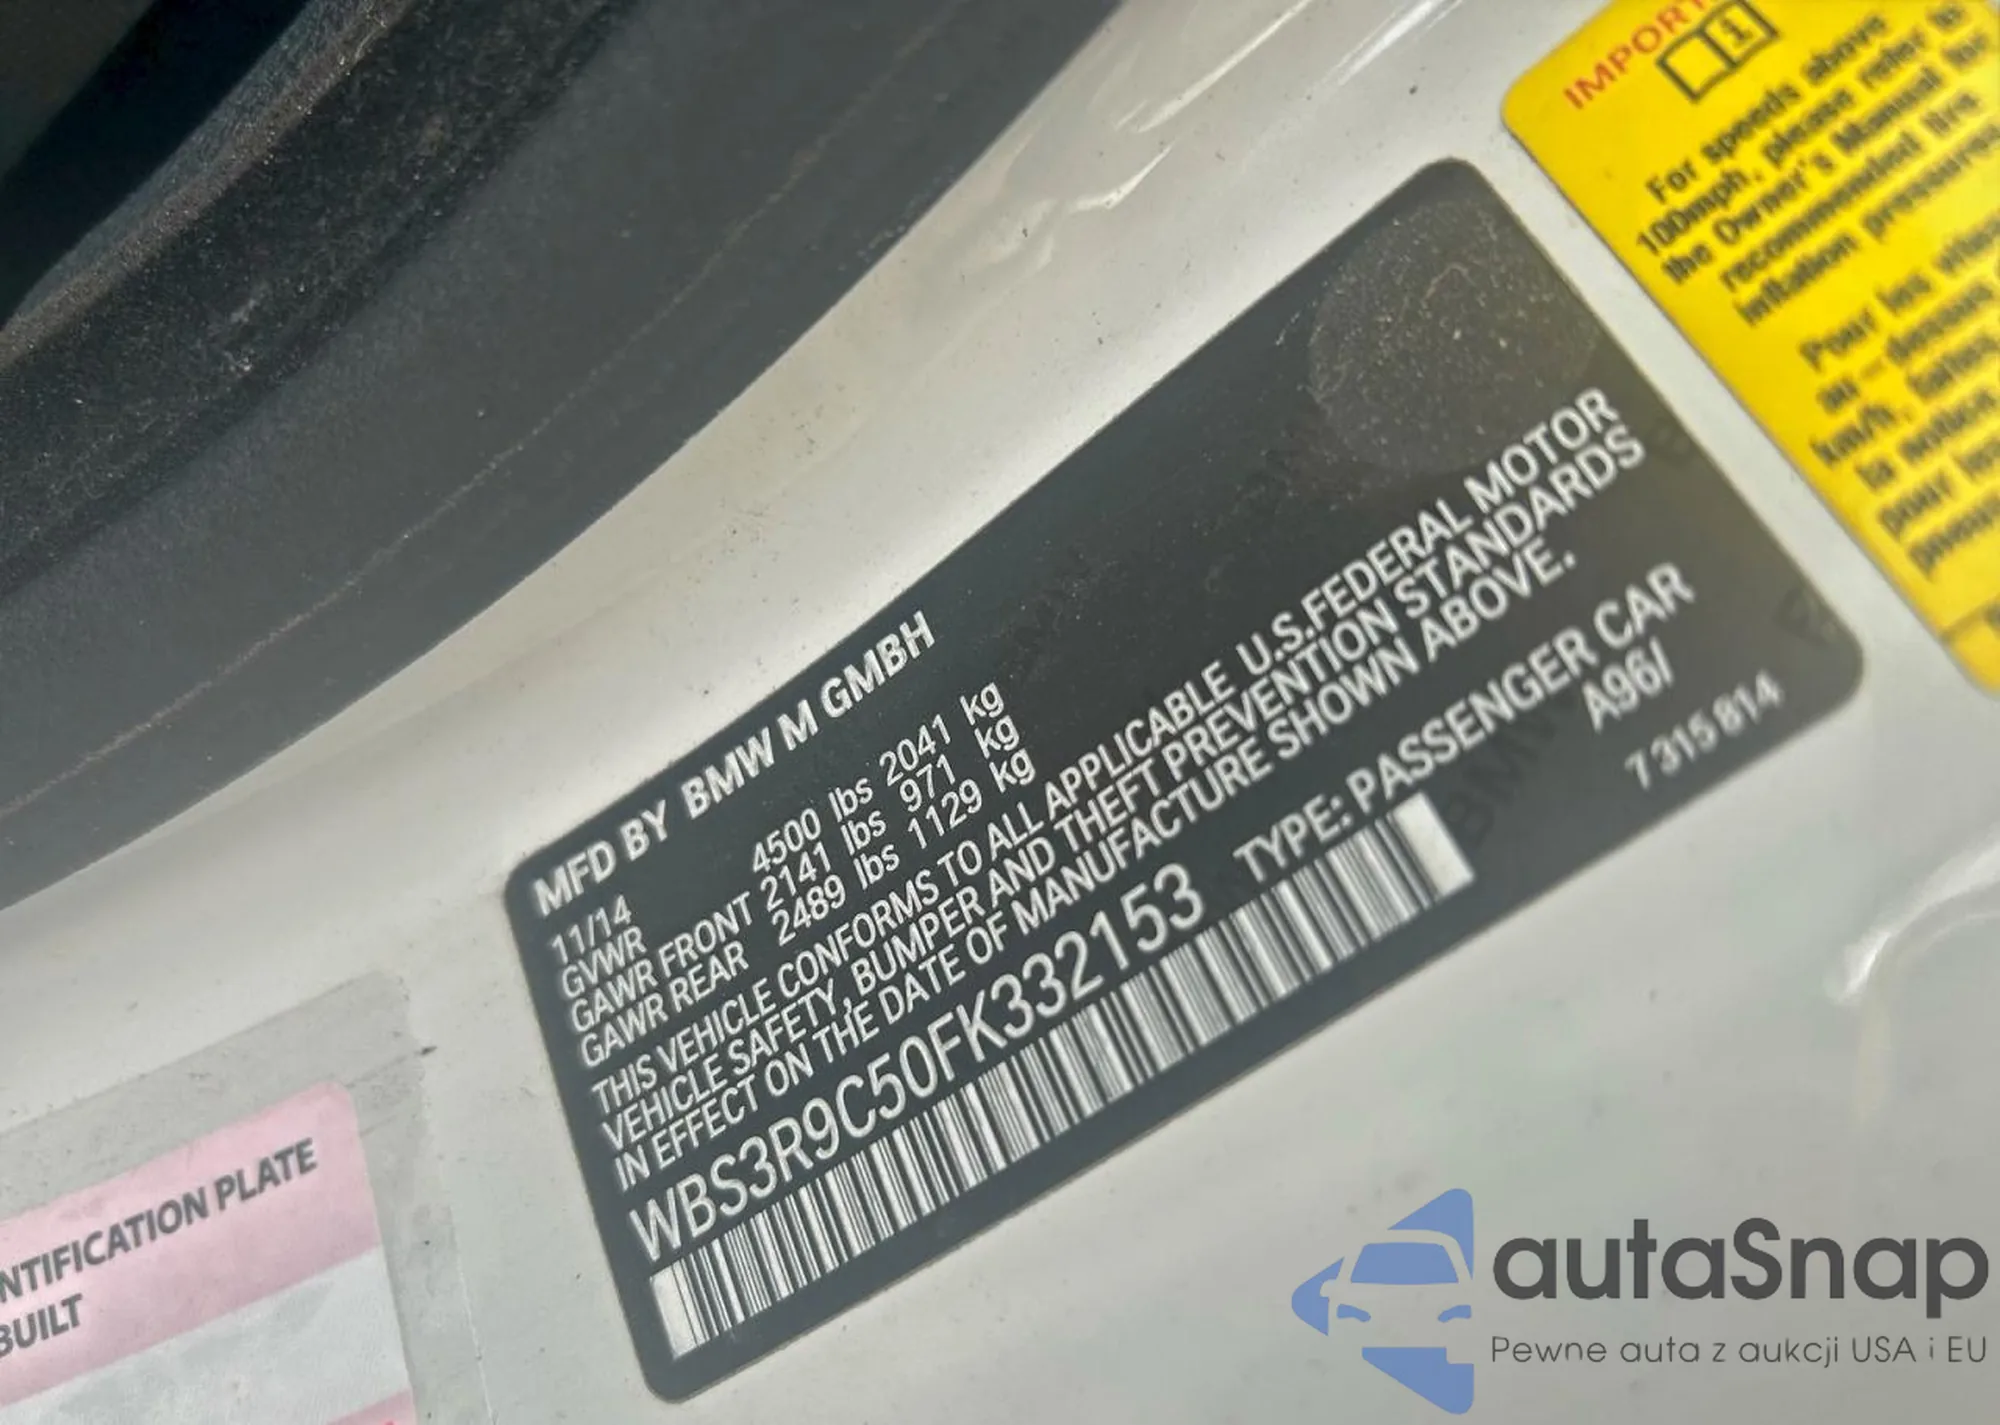 MFD BY BMW M GMBH
11/14
GVWR 4500 lbs 2041 kg
GAWR FRONT 2141 lbs 971 kg
GAWR REAR 2489 lbs 1129 kg
THIS VEHICLE CONFORMS TO ALL APPLICABLE U.S.FEDERAL MOTOR
VEHICLE SAFETY, BUMPER AND THEFT PREVENTION STANDARDS
IN EFFECT ON THE DATE OF MANUFACTURE SHOWN ABOVE.
WBS3R9C50FK332153 TYPE: PASSENGER CAR
A96/
7 315 814
IMPORT
For speeds above
100mph, please refer to
the Owner's Manual for
recommended tire
inflation pressures
Pour les
NTIFICATION PLATE
BUILT
autaSnap
Pewne auta z aukcji USA i EU